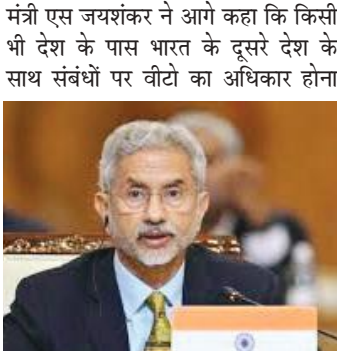 मंत्री एस जयशंकर ने आगे कहा कि किसी
भी देश के पास भारत के दूसरे देश के
साथ संबंधों पर वीटो का अधिकार होना